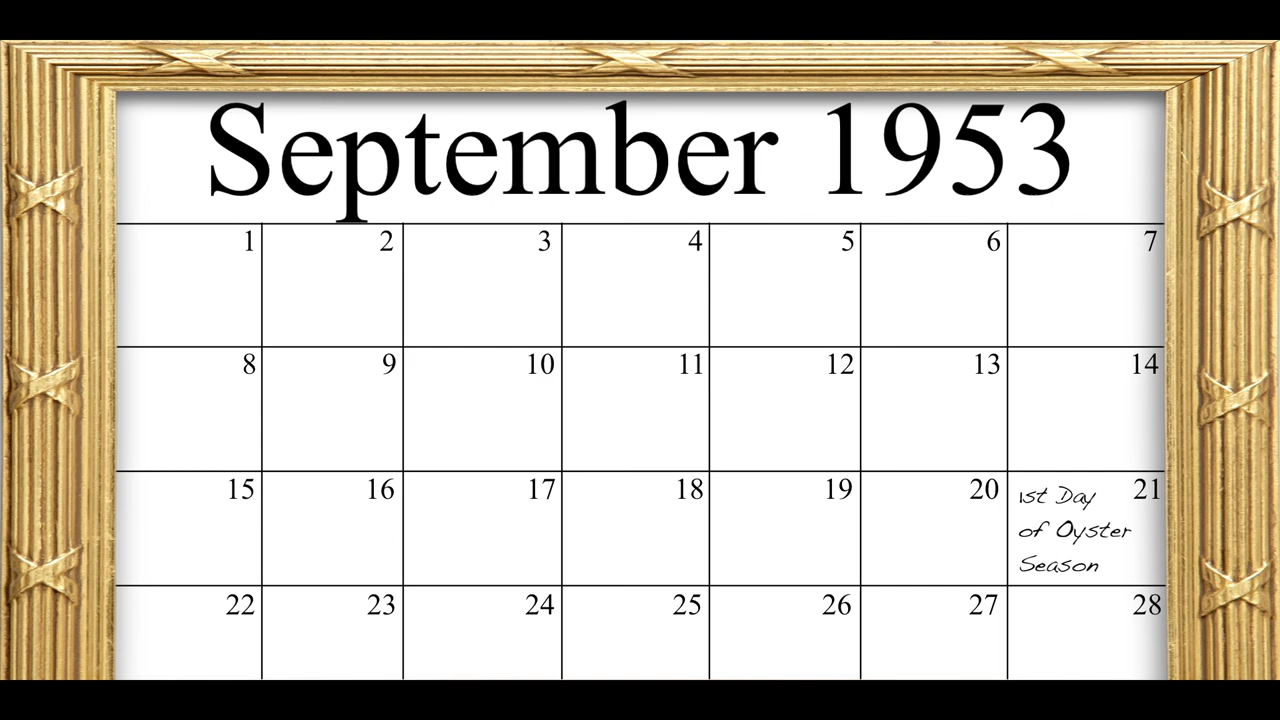 September 1953
1 2 3 4 5 6 7
8 9 10 11 12 13 14
15 16 17 18 19 20 21
1st Day
of Oyster
Season
22 23 24 25 26 27 28